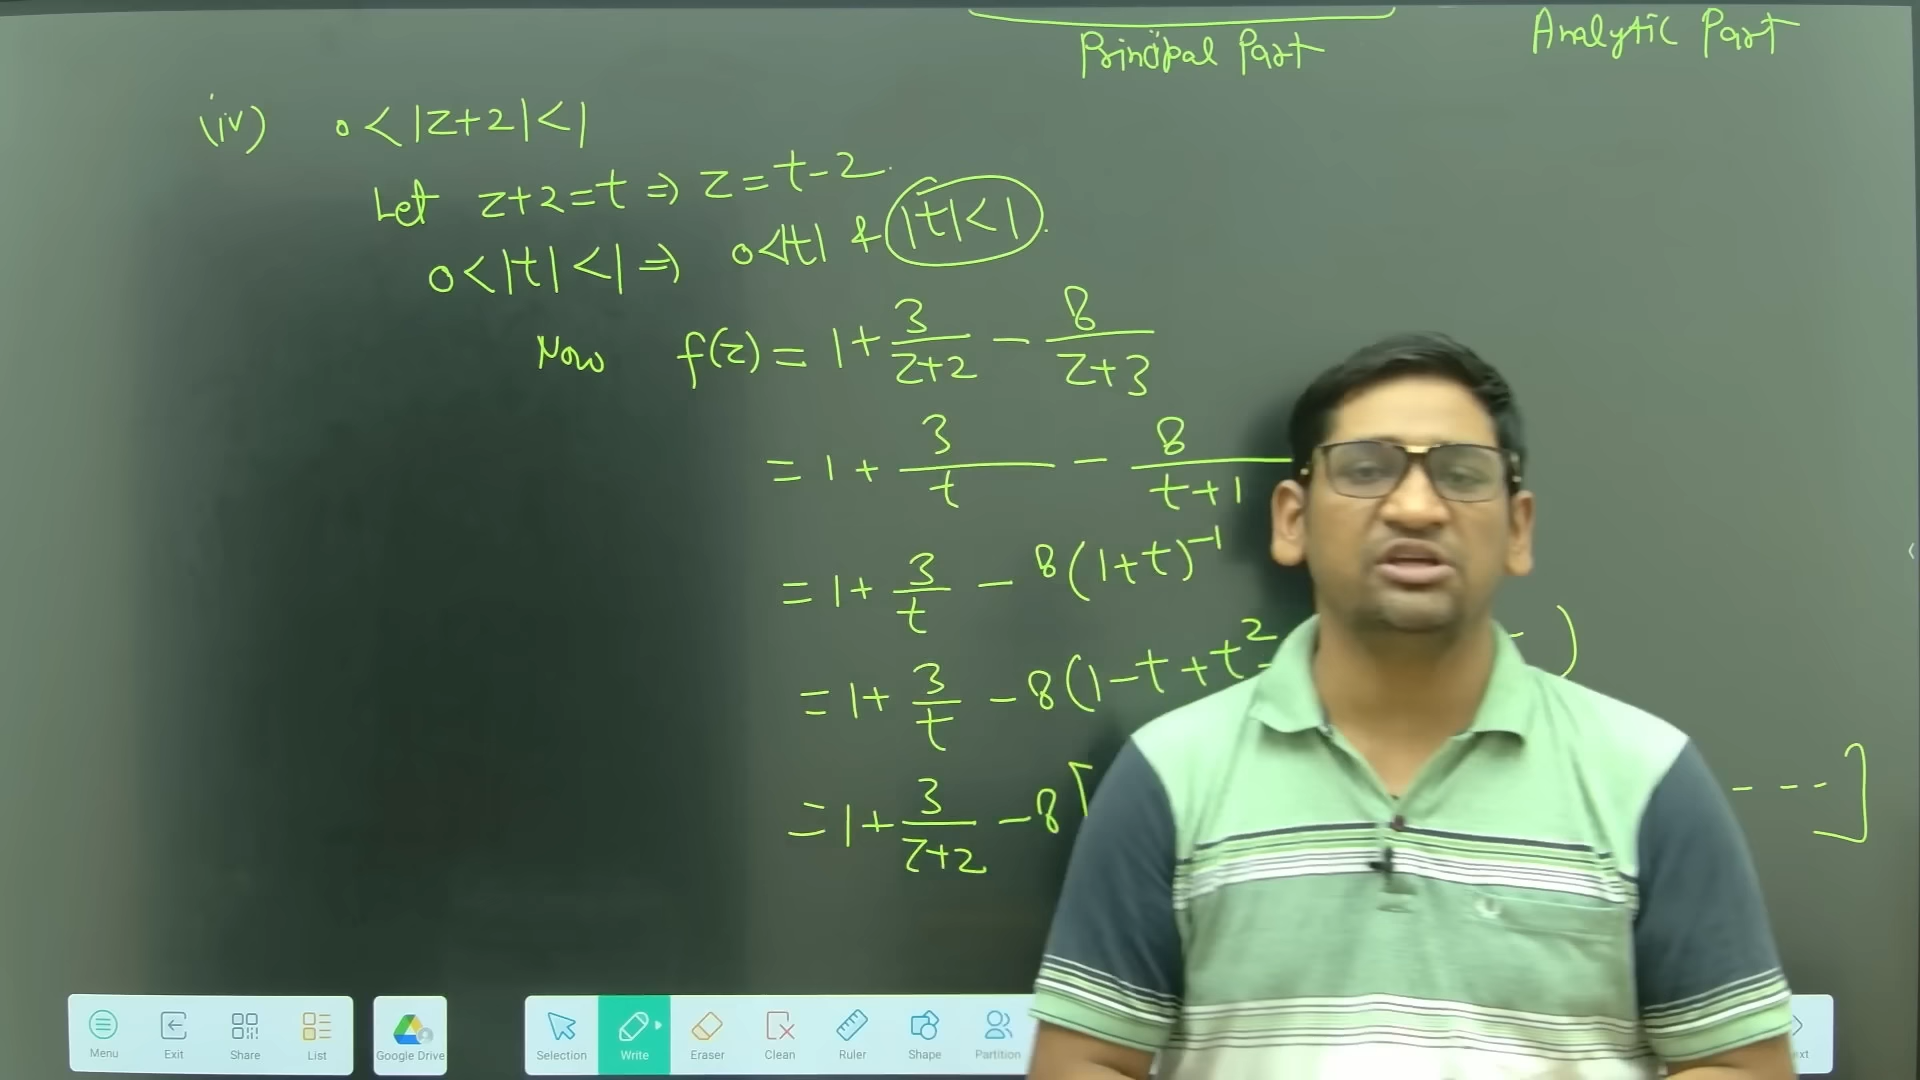 Principal Part
Analytic Part
(iv) 0 < |z+2| < 1
Let z+2 = t ⇒ z = t-2.
0 < |t| < 1 ⇒ 0 < |t| & |t| < 1.
Now f(z) = 1 + 3/(z+2) - 8/(z+3)
= 1 + 3/t - 8/(t+1)
= 1 + 3/t - 8(1+t)^-1
= 1 + 3/t - 8(1 - t + t^2 - )
= 1 + 3/(z+2) - 8[ ---]
Menu Exit Share List Google Drive Selection Write Eraser Clean Ruler Shape Partition